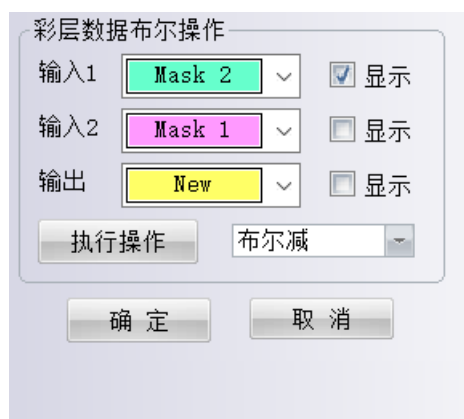 彩层数据布尔操作
输入1 Mask 2 显示
输入2 Mask 1 显示
输出 New 显示
执行操作 布尔减
确 定 取 消